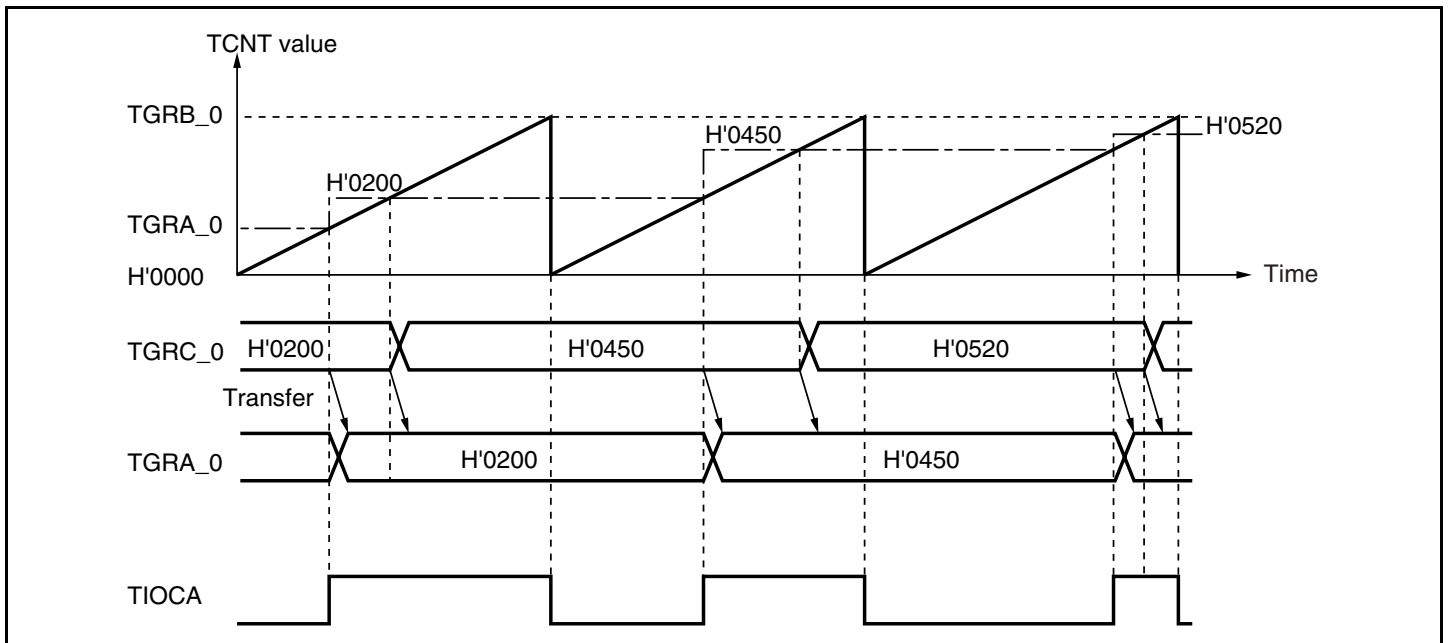 TCNT value
TGRB_0
H'0520
H'0450
H'0200
TGRA_0
H'0000
Time
TGRC_0 H'0200 H'0450 H'0520
Transfer
TGRA_0 H'0200 H'0450
TIOCA